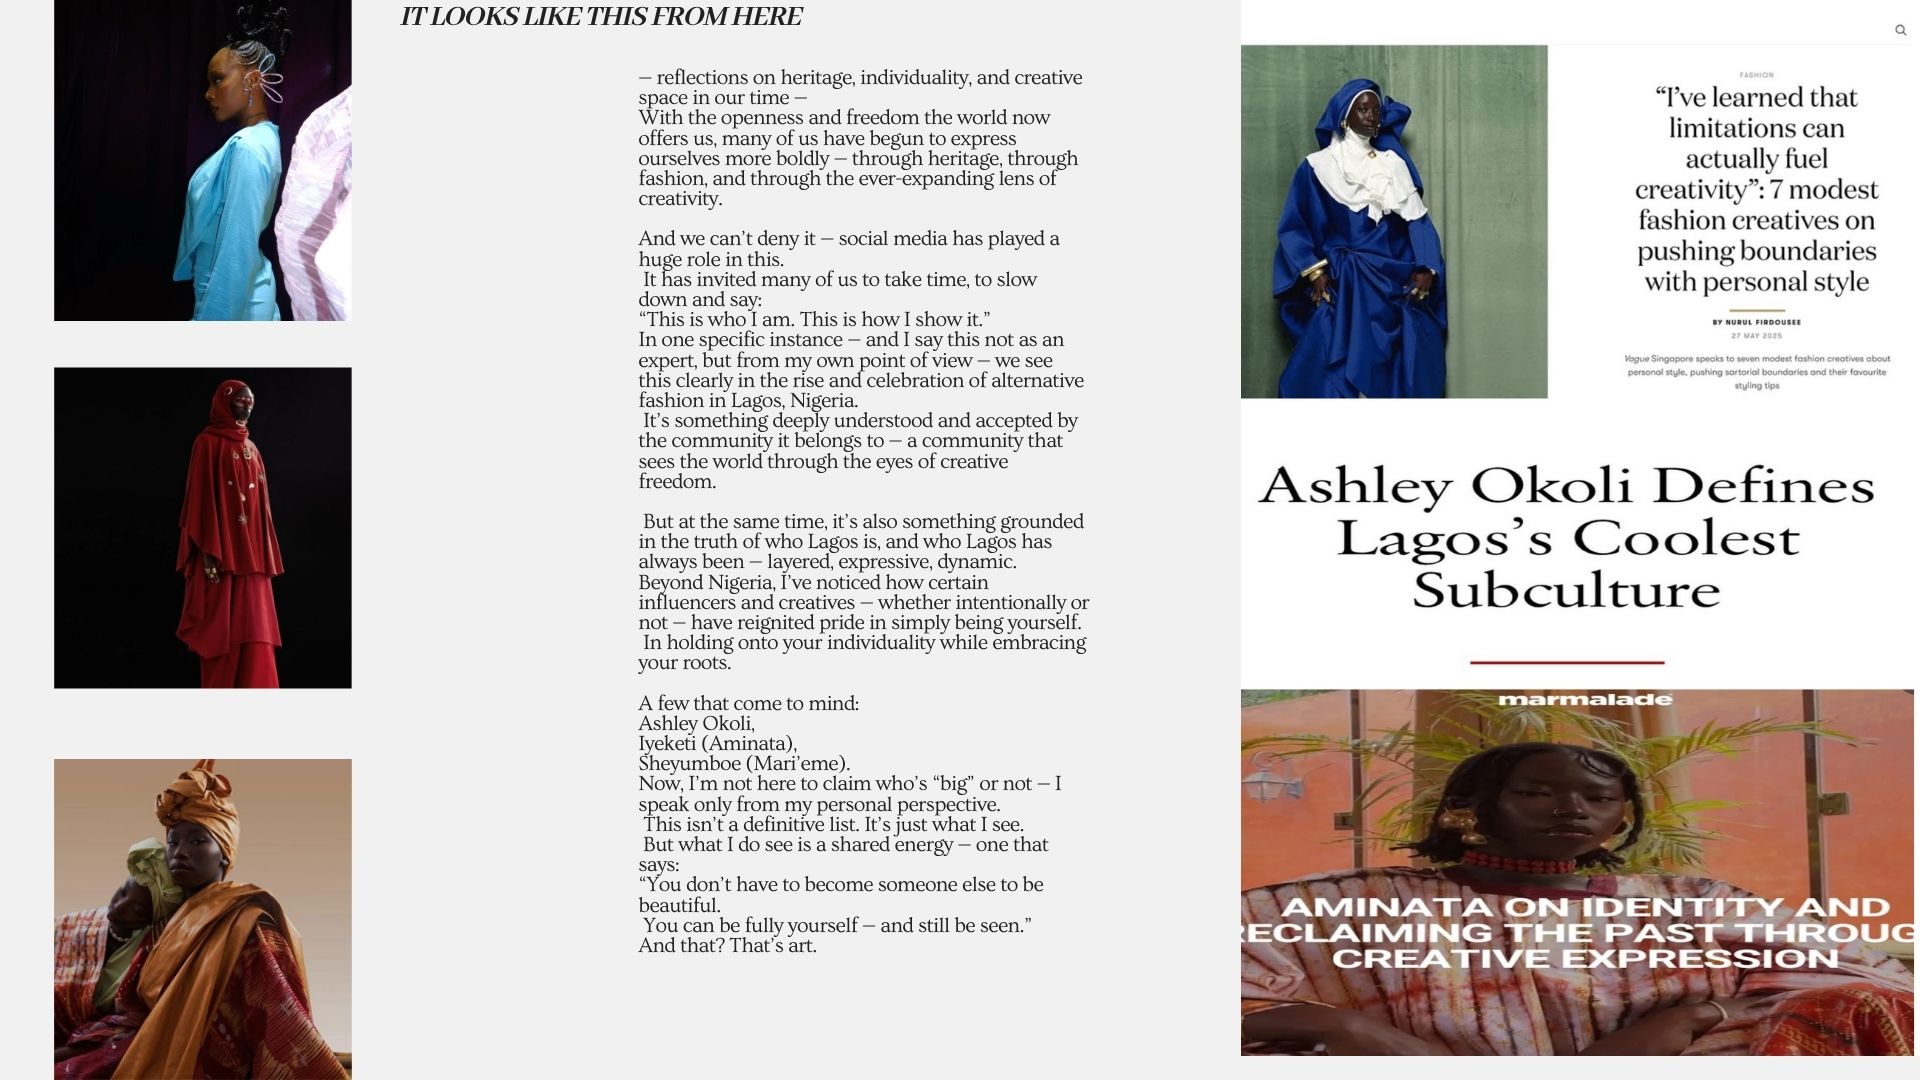 IT LOOKS LIKE THIS FROM HERE
— reflections on heritage, individuality, and creative
space in our time —
With the openness and freedom the world now
offers us, many of us have begun to express
ourselves more boldly — through heritage, through
fashion, and through the ever-expanding lens of
creativity.
And we can’t deny it — social media has played a
huge role in this.
It has invited many of us to take time, to slow
down and say:
“This is who I am. This is how I show it.”
In one specific instance — and I say this not as an
expert, but from my own point of view — we see
this clearly in the rise and celebration of alternative
fashion in Lagos, Nigeria.
It’s something deeply understood and accepted by
the community it belongs to — a community that
sees the world through the eyes of creative
freedom.
But at the same time, it’s also something grounded
in the truth of who Lagos is, and who Lagos has
always been — layered, expressive, dynamic.
Beyond Nigeria, I’ve noticed how certain
influencers and creatives — whether intentionally or
not — have reignited pride in simply being yourself.
In holding onto your individuality while embracing
your roots.
A few that come to mind:
Ashley Okoli,
Iyeketi (Aminata),
Sheyumboe (Mari’eme).
Now, I’m not here to claim who’s “big” or not — I
speak only from my personal perspective.
This isn’t a definitive list. It’s just what I see.
But what I do see is a shared energy — one that
says:
“You don’t have to become someone else to be
beautiful.
You can be fully yourself — and still be seen.”
And that? That’s art.
FASHION
“I’ve learned that
limitations can
actually fuel
creativity”: 7 modest
fashion creatives on
pushing boundaries
with personal style
BY NURUL FIRDOUSEE
27 MAY 2025
Vogue Singapore speaks to seven modest fashion creatives about
personal style, pushing sartorial boundaries and their favourite
styling tips
Ashley Okoli Defines
Lagos’s Coolest
Subculture
marmalade
AMINATA ON IDENTITY AND
RECLAIMING THE PAST THROUG
CREATIVE EXPRESSION